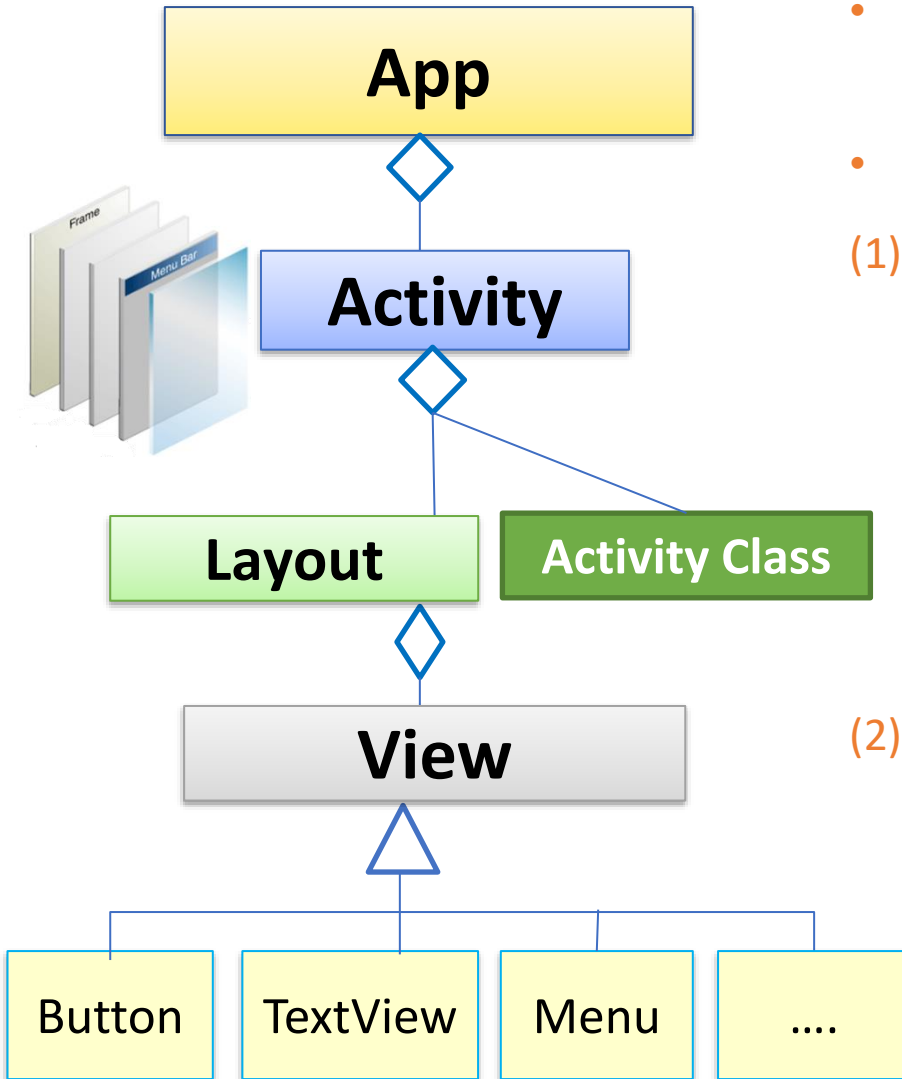 App
•
•
(1)
Frame
Menu Bar
Activity
Layout
Activity Class
View
(2)
Button
TextView
Menu
....